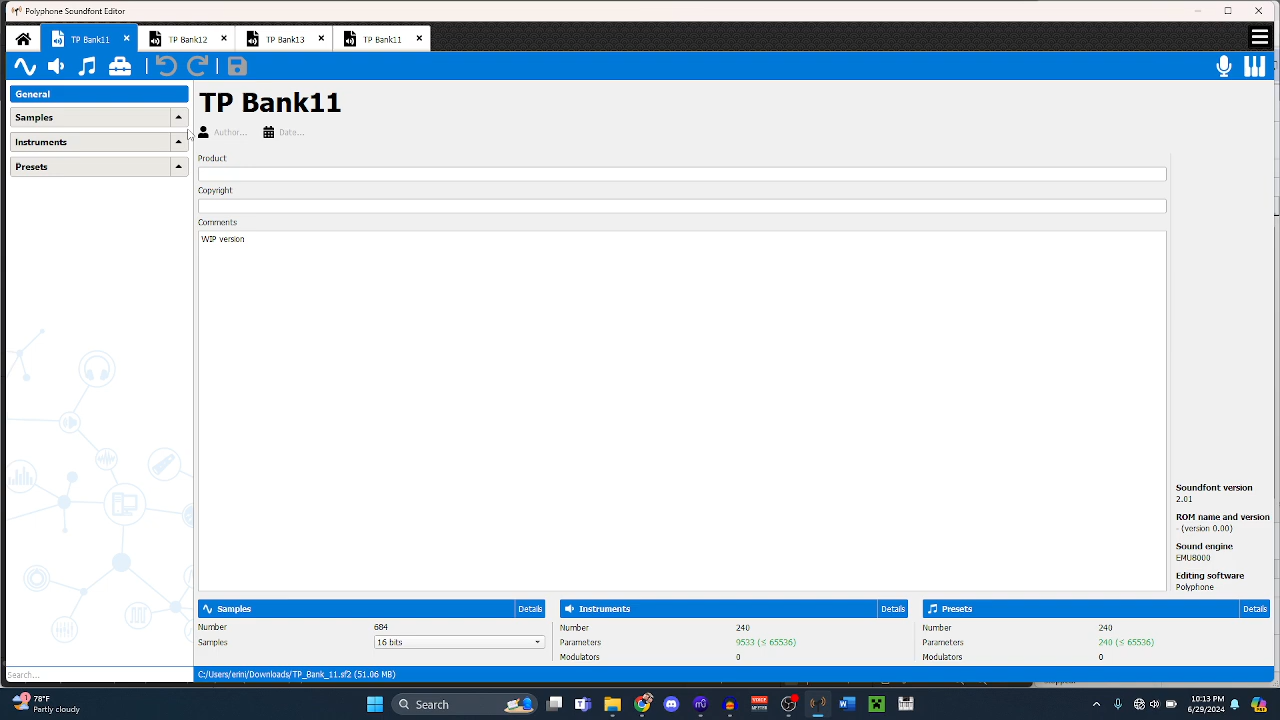 Polyphone Soundfont Editor
TP Bank11 × TP Bank12 × TP Bank13 × TP Bank11 ×
General
Samples
Instruments
Presets
TP Bank11
Author... Date...
Product
Copyright
Comments
WIP version
Soundfont version
2.01
ROM name and version
- (version 0.00)
Sound engine
EMU8000
Editing software
Polyphone
Samples Details
Number 684
Samples 16 bits
Instruments Details
Number 240
Parameters 9533 (≤ 65536)
Modulators 0
Presets Details
Number 240
Parameters 240 (≤ 65536)
Modulators 0
Search...
C:/Users/erini/Downloads/TP_Bank_11.sf2 (51.06 MB)
78°F
Partly cloudy
Search
10:13 PM
6/29/2024